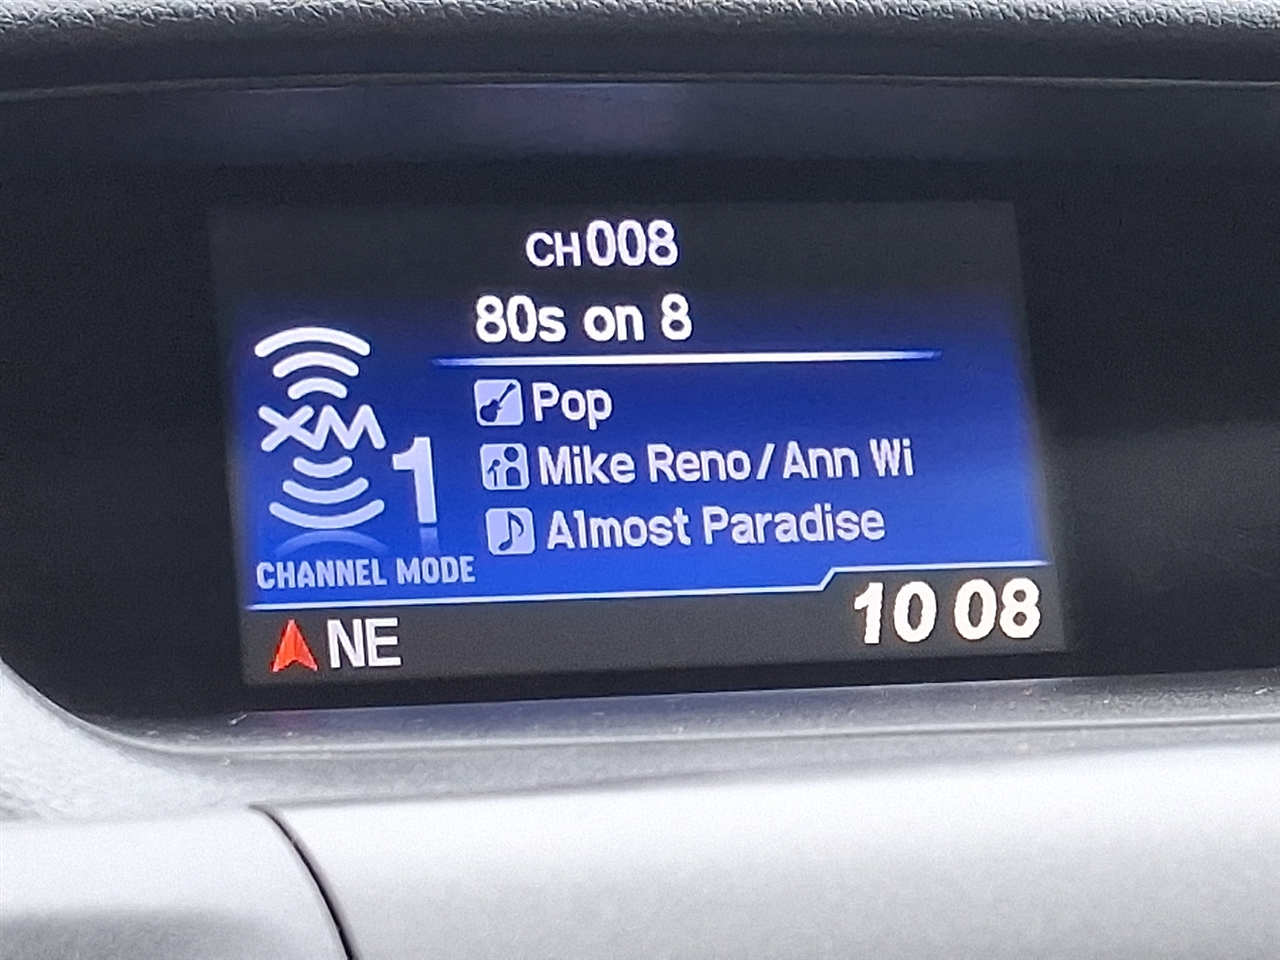 CH008
80s on 8
XM
1
Pop
Mike Reno/Ann Wi
Almost Paradise
CHANNEL MODE
NE
10 08